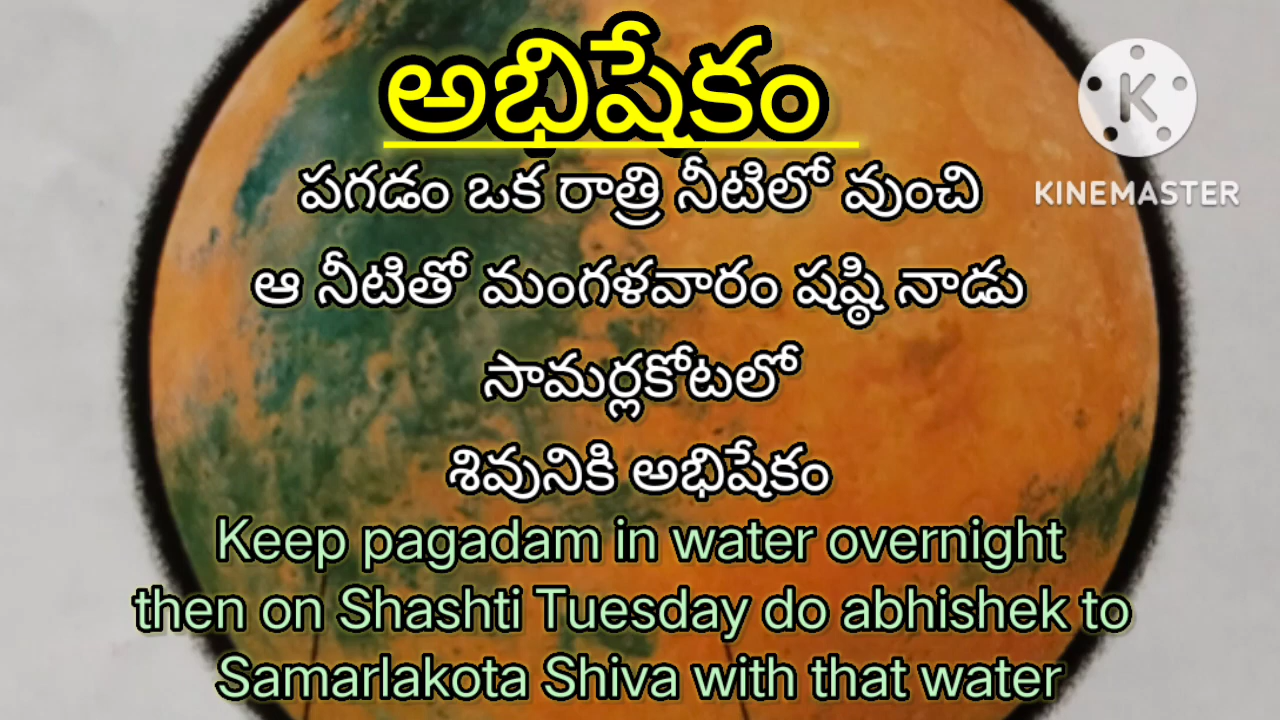 అభిషేకం
K
KINEMASTER
పగడం ఒక రాత్రి నీటిలో వుంచి
ఆ నీటితో మంగళవారం షష్ఠి నాడు
సామర్లకోటలో
శివునికి అభిషేకం
Keep pagadam in water overnight
then on Shashti Tuesday do abhishek to
Samarlakota Shiva with that water